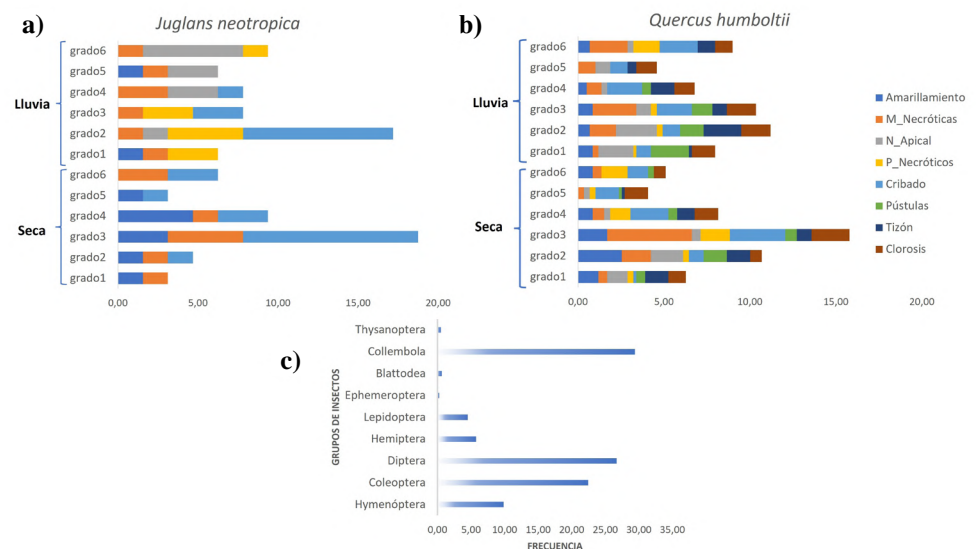 a)
Juglans neotropica
Lluvia
grado6
grado5
grado4
grado3
grado2
grado1
Seca
grado6
grado5
grado4
grado3
grado2
grado1
0,00 5,00 10,00 15,00 20,00
b)
Quercus humboltii
Lluvia
grado6
grado5
grado4
grado3
grado2
grado1
Seca
grado6
grado5
grado4
grado3
grado2
grado1
0,00 5,00 10,00 15,00 20,00
Amarillamiento
M_Necróticas
N_Apical
P_Necróticos
Cribado
Pústulas
Tizón
Clorosis
c)
GRUPOS DE INSECTOS
Thysanoptera
Collembola
Blattodea
Ephemeroptera
Lepidoptera
Hemiptera
Diptera
Coleoptera
Hymenóptera
0,00 5,00 10,00 15,00 20,00 25,00 30,00 35,00
FRECUENCIA